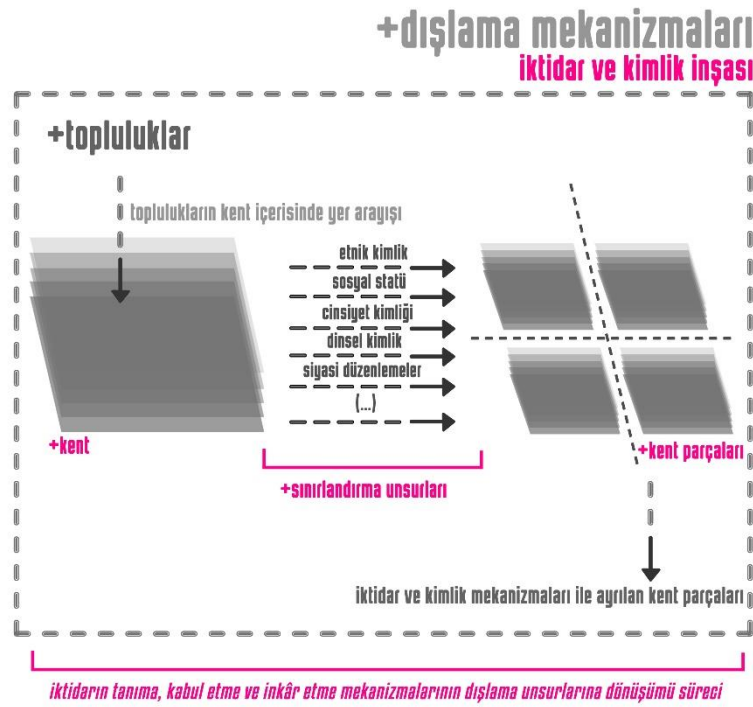 +dışlama mekanizmaları
iktidar ve kimlik inşası
+topluluklar
toplulukların kent içerisinde yer arayışı
etnik kimlik
sosyal statü
cinsiyet kimliği
dinsel kimlik
siyasi düzenlemeler
(...)
+kent
+kent parçaları
+sınırlandırma unsurları
iktidar ve kimlik mekanizmaları ile ayrılan kent parçaları
iktidarın tanıma, kabul etme ve inkâr etme mekanizmalarının dışlama unsurlarına dönüşümü süreci